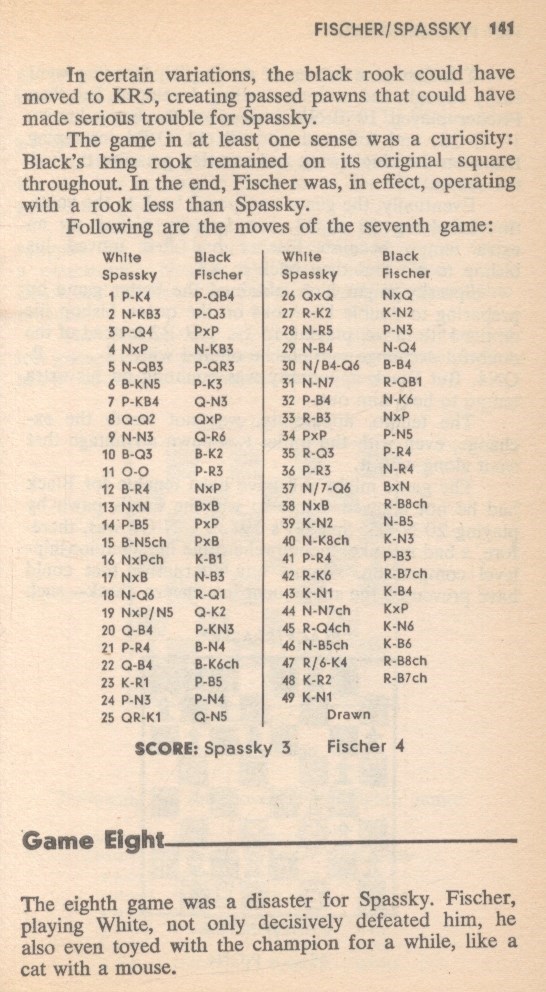 FISCHER/SPASSKY 141
In certain variations, the black rook could have
moved to KR5, creating passed pawns that could have
made serious trouble for Spassky.
The game in at least one sense was a curiosity:
Black's king rook remained on its original square
throughout. In the end, Fischer was, in effect, operating
with a rook less than Spassky.
Following are the moves of the seventh game:
White Black
Spassky Fischer
1 P-K4 P-QB4
2 N-KB3 P-Q3
3 P-Q4 PxP
4 NxP N-KB3
5 N-QB3 P-QR3
6 B-KN5 P-K3
7 P-KB4 Q-N3
8 Q-Q2 QxP
9 N-N3 Q-R6
10 B-Q3 B-K2
11 O-O P-R3
12 B-R4 NxP
13 NxN BxB
14 P-B5 PxP
15 B-N5ch PxB
16 NxPch K-B1
17 NxB N-B3
18 N-Q6 R-Q1
19 NxP/N5 Q-K2
20 Q-B4 P-KN3
21 P-R4 B-N4
22 Q-B4 B-K6ch
23 K-R1 P-B5
24 P-N3 P-N4
25 QR-K1 Q-N5
White Black
Spassky Fischer
26 QxQ NxQ
27 R-K2 K-N2
28 N-R5 P-N3
29 N-B4 N-Q4
30 N/B4-Q6 B-B4
31 N-N7 R-QB1
32 P-B4 N-K6
33 R-B3 NxP
34 PxP P-N5
35 R-Q3 P-R4
36 P-R3 N-R4
37 N/7-Q6 BxN
38 NxB R-B8ch
39 K-N2 N-B5
40 N-K8ch K-N3
41 P-R4 P-B3
42 R-K6 R-B7ch
43 K-N1 K-B4
44 N-N7ch KxP
45 R-Q4ch K-N6
46 N-B5ch K-B6
47 R/6-K4 R-B8ch
48 K-R2 R-B7ch
49 K-N1
Drawn
SCORE: Spassky 3 Fischer 4
Game Eight
The eighth game was a disaster for Spassky. Fischer,
playing White, not only decisively defeated him, he
also even toyed with the champion for a while, like a
cat with a mouse.